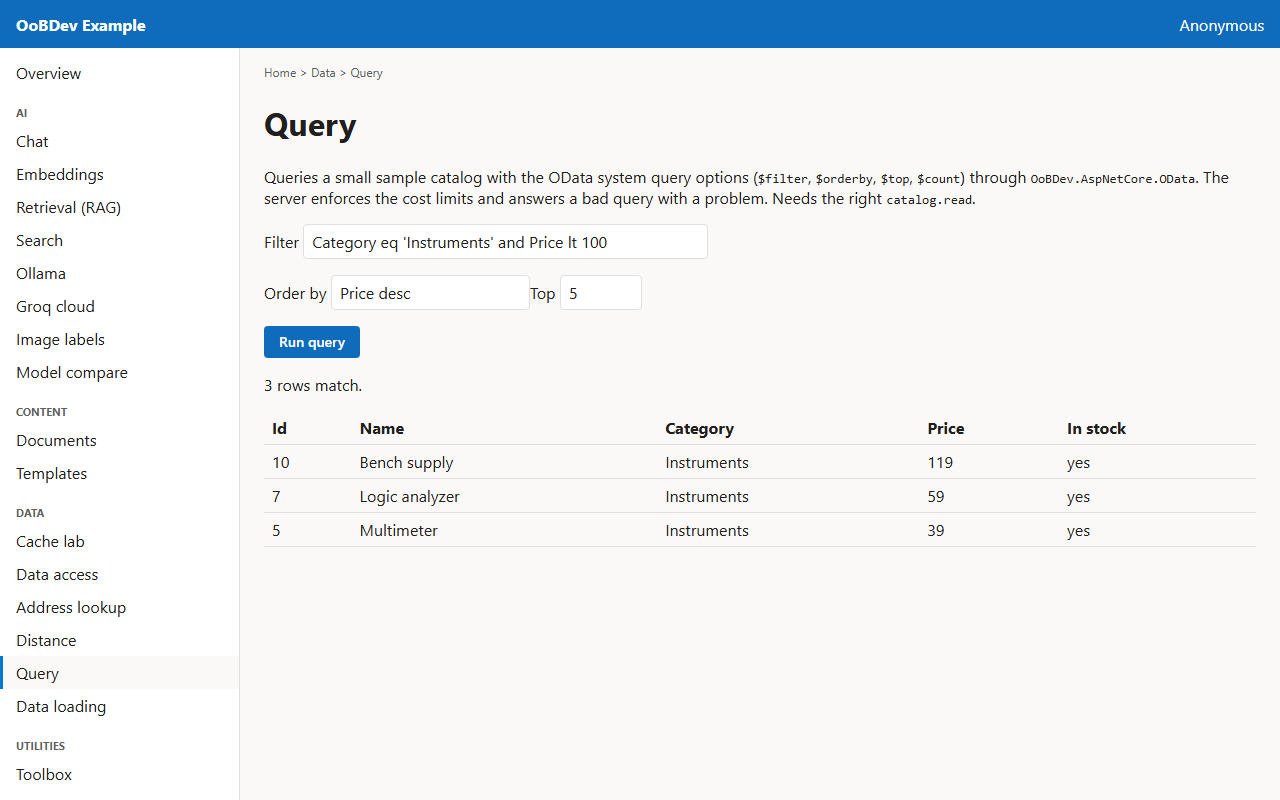 OoBDev Example
Anonymous
Overview
AI
Chat
Embeddings
Retrieval (RAG)
Search
Ollama
Groq cloud
Image labels
Model compare
CONTENT
Documents
Templates
DATA
Cache lab
Data access
Address lookup
Distance
Query
Data loading
UTILITIES
Toolbox
Home > Data > Query
Query
Queries a small sample catalog with the OData system query options ($filter, $orderby, $top, $count) through OoBDev.AspNetCore.OData. The
server enforces the cost limits and answers a bad query with a problem. Needs the right catalog.read.
Filter Category eq 'Instruments' and Price lt 100
Order by Price desc Top 5
Run query
3 rows match.
Id Name Category Price In stock
10 Bench supply Instruments 119 yes
7 Logic analyzer Instruments 59 yes
5 Multimeter Instruments 39 yes